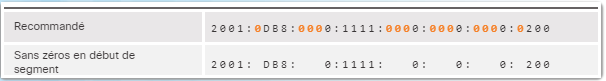 Recommandé 2001:0DB8:0000:1111:0000:0000:0000:0200
Sans zéros en début de segment 2001: DB8: 0:1111: 0: 0: 0: 200